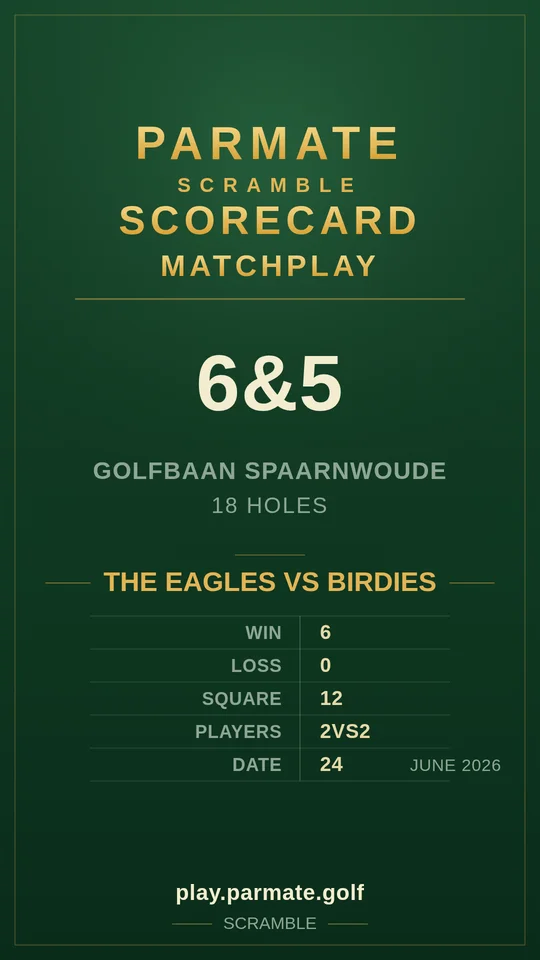 PARMATE
SCRAMBLE
SCORECARD
MATCHPLAY
6&5
GOLFBAAN SPAARNWOUDE
18 HOLES
THE EAGLES VS BIRDIES
WIN 6
LOSS 0
SQUARE 12
PLAYERS 2VS2
DATE 24 JUNE 2026
play.parmate.golf
SCRAMBLE